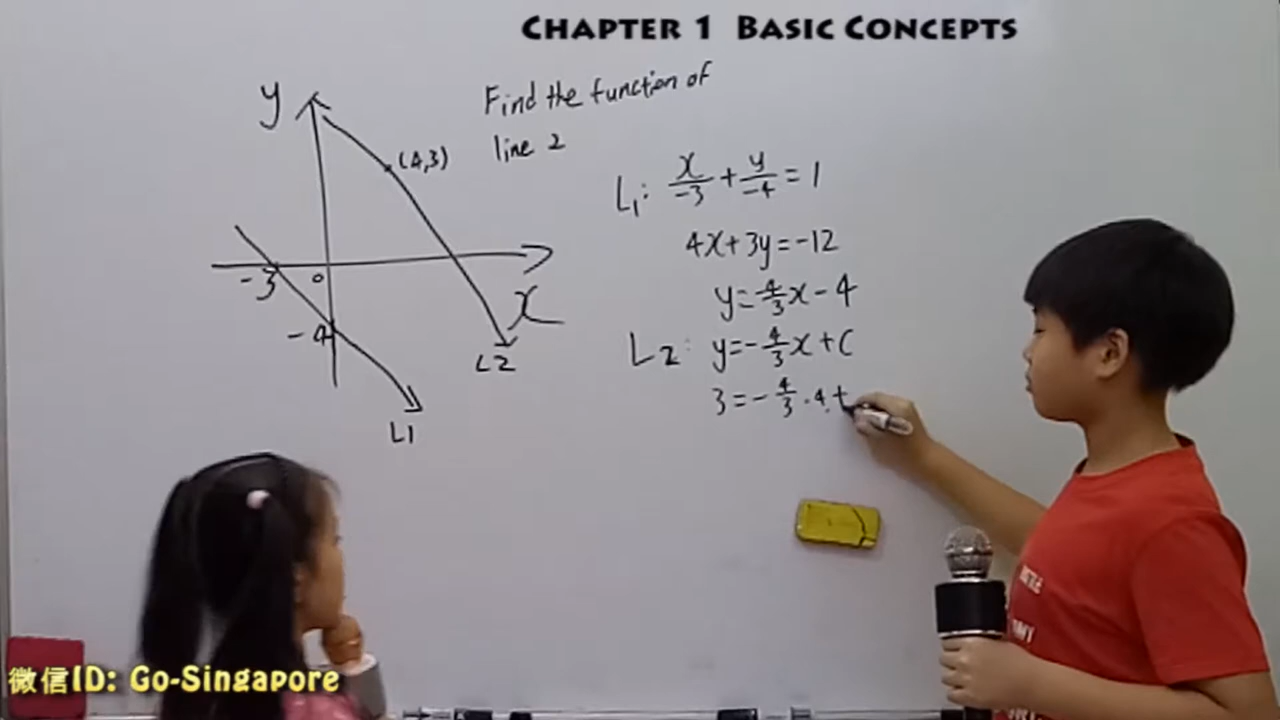 CHAPTER 1 BASIC CONCEPTS
Find the function of
line 2
y
(4,3)
-3
0
-4
x
L2
L1
L1: x/-3 + y/-4 = 1
4x+3y=-12
y=-4/3x-4
L2: y=-4/3x+C
3=-4/3·4+
微信ID: Go-Singapore